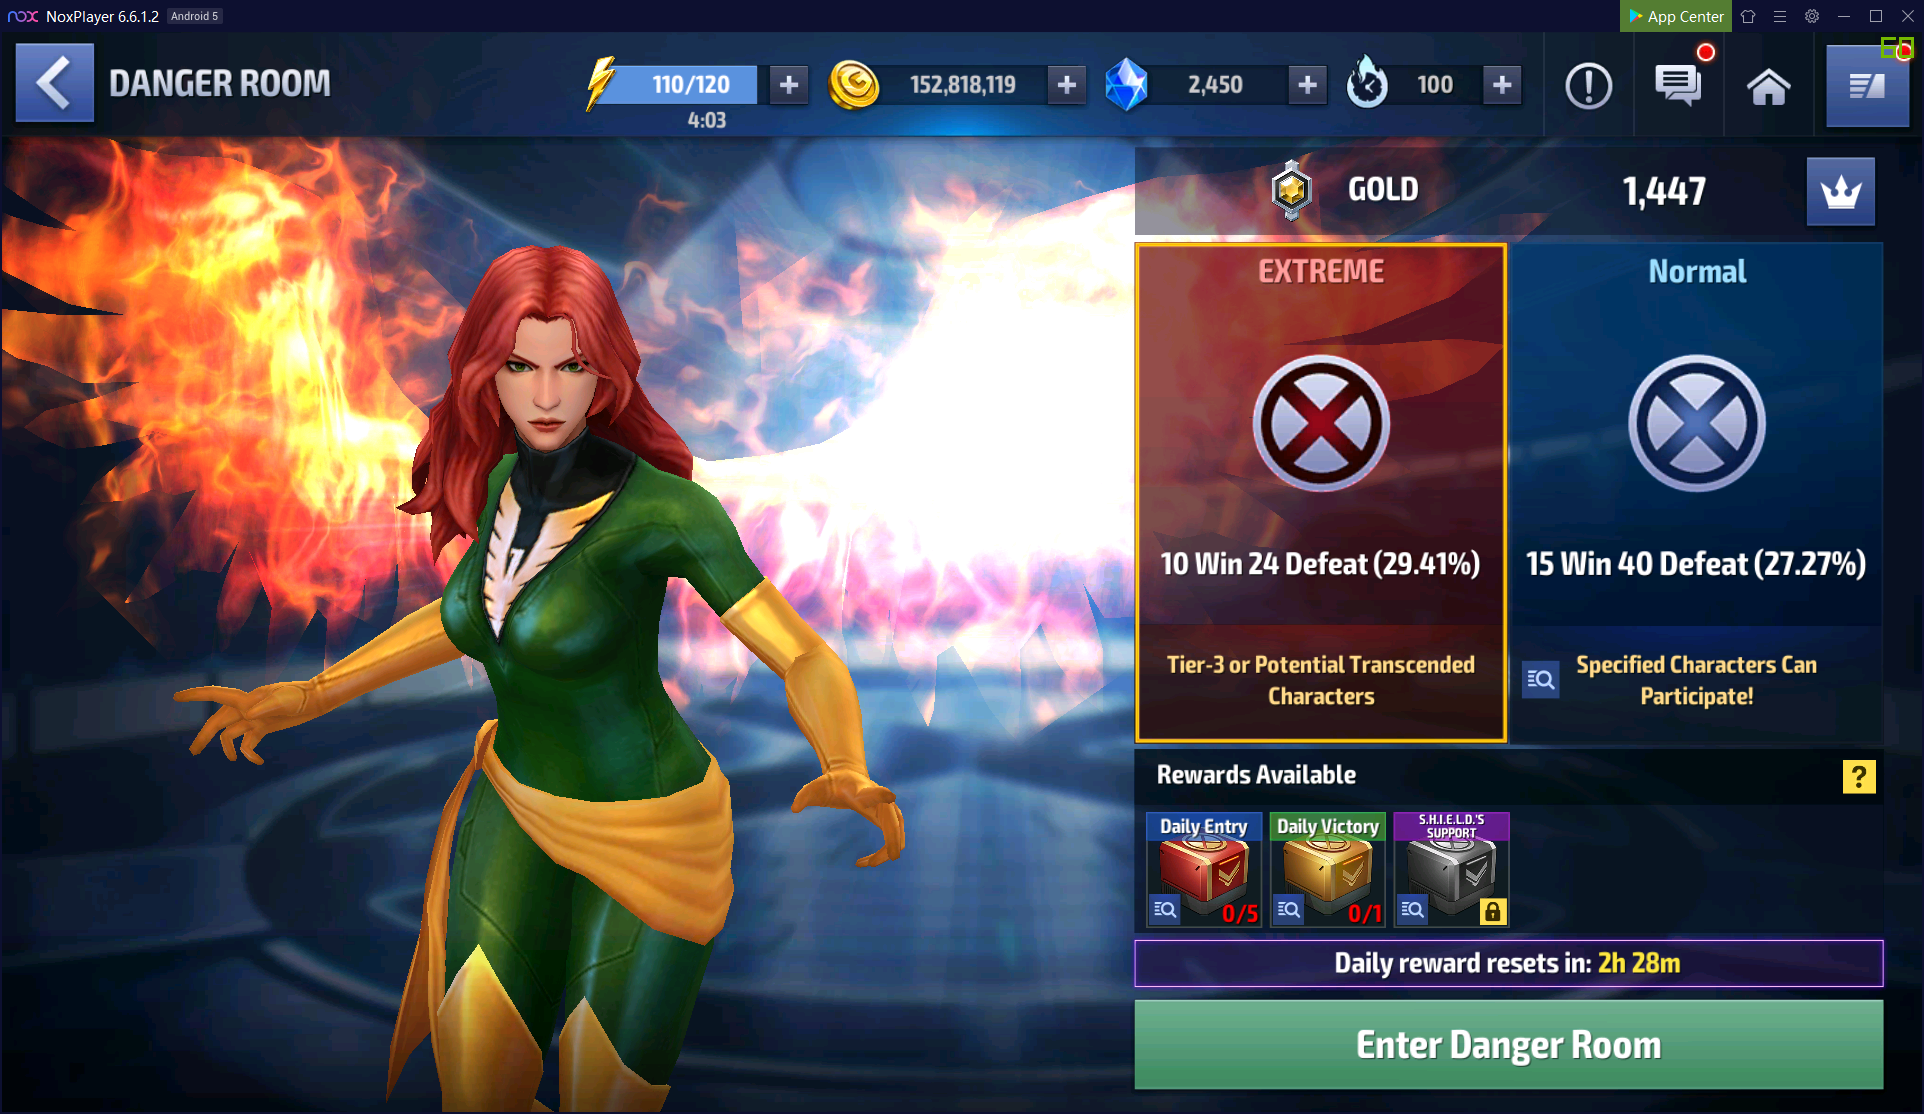 nox NoxPlayer 6.6.1.2 Android 5
App Center
DANGER ROOM
110/120
152,818,119
2,450
100
4:03
GOLD
1,447
EXTREME
10 Win 24 Defeat (29.41%)
Tier-3 or Potential Transcended
Characters
Normal
15 Win 40 Defeat (27.27%)
Specified Characters Can
Participate!
Rewards Available
?
Daily Entry
0/5
Daily Victory
0/1
S.H.I.E.L.D.'S
SUPPORT
Daily reward resets in: 2h 28m
Enter Danger Room